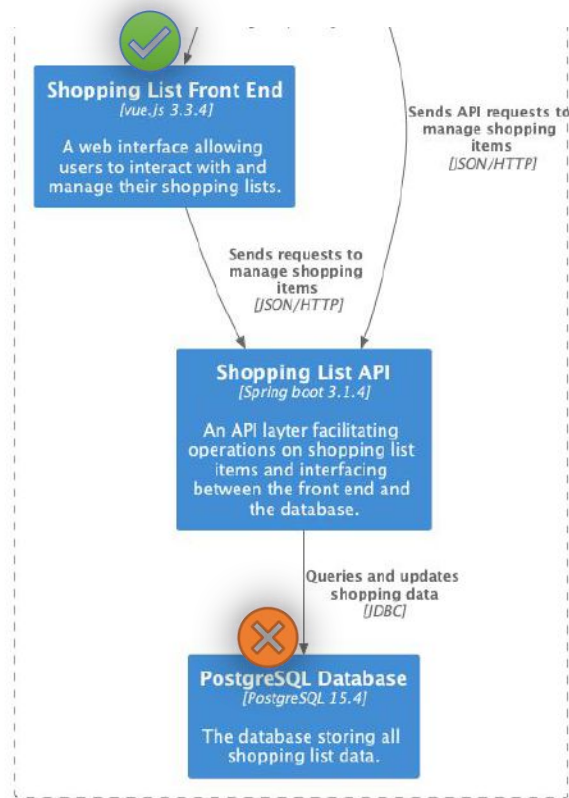 Shopping List Front End
[vue.js 3.3.4]
A web interface allowing
users to interact with and
manage their shopping lists.
Sends API requests to
manage shopping
items
[JSON/HTTP]
Sends requests to
manage shopping
items
[JSON/HTTP]
Shopping List API
[Spring boot 3.1.4]
An API layter facilitating
operations on shopping list
items and interfacing
between the front end and
the database.
Queries and updates
shopping data
[JDBC]
PostgreSQL Database
[PostgreSQL 15.4]
The database storing all
shopping list data.